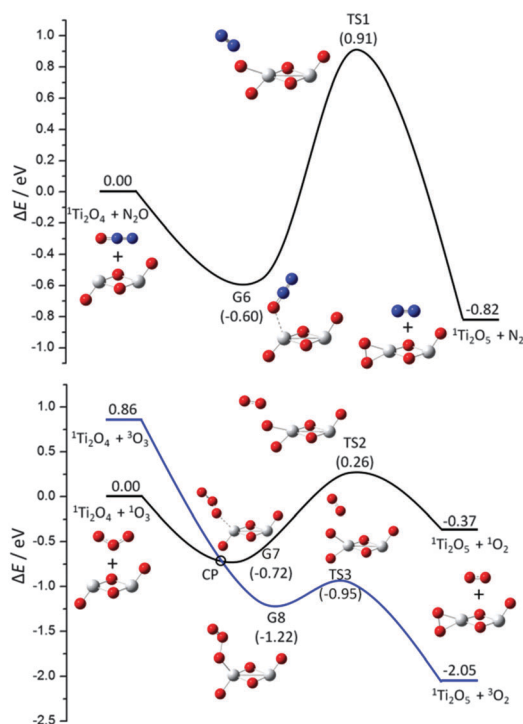 TS1
(0.91)
1.0
0.8
0.6
0.4
0.2
0.0
-0.2
-0.4
-0.6
-0.8
-1.0
ΔE / eV
0.00
¹Ti₂O₄ + N₂O
+
G6
(-0.60)
+
-0.82
¹Ti₂O₅ + N₂
1.0
0.5
0.0
-0.5
-1.0
-1.5
-2.0
-2.5
ΔE / eV
0.86
¹Ti₂O₄ + ³O₃
0.00
¹Ti₂O₄ + ¹O₃
+
TS2
(0.26)
CP
G7
(-0.72)
TS3
(-0.95)
G8
(-1.22)
-0.37
¹Ti₂O₅ + ¹O₂
+
-2.05
¹Ti₂O₅ + ³O₂